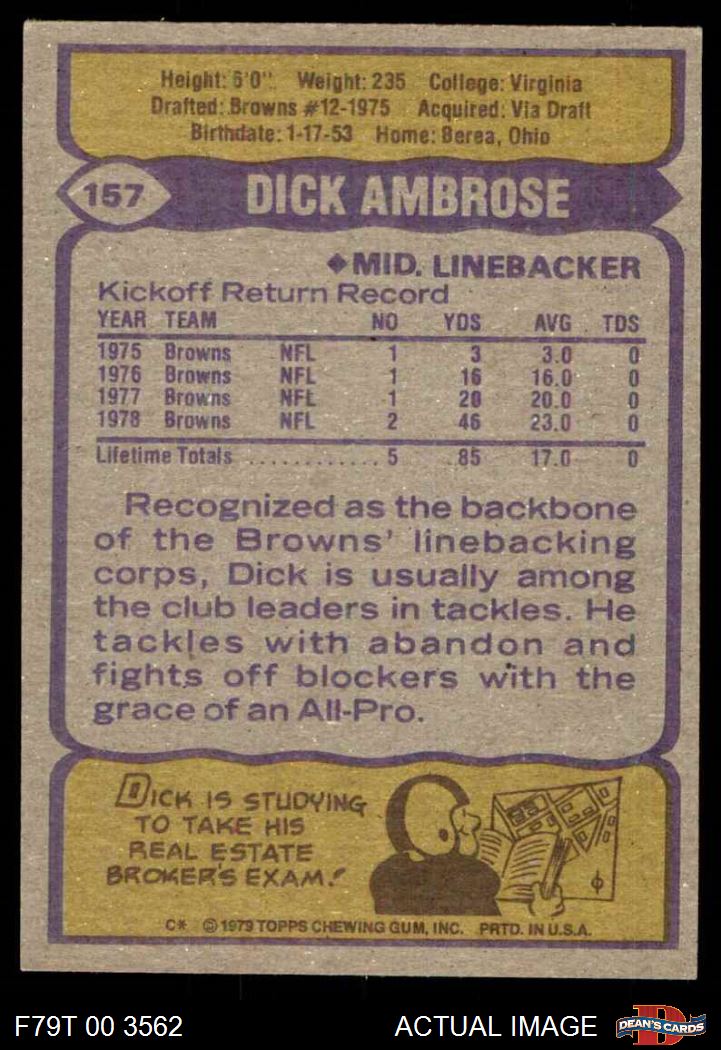 Height: 6'0" Weight: 235 College: Virginia
Drafted: Browns #12-1975 Acquired: Via Draft
Birthdate: 1-17-53 Home: Berea, Ohio
157 DICK AMBROSE
◆MID. LINEBACKER
Kickoff Return Record
YEAR TEAM NO YDS AVG TDS
1975 Browns NFL 1 3 3.0 0
1976 Browns NFL 1 16 16.0 0
1977 Browns NFL 1 20 20.0 0
1978 Browns NFL 2 46 23.0 0
Lifetime Totals ............ 5 85 17.0 0
Recognized as the backbone
of the Browns' linebacking
corps, Dick is usually among
the club leaders in tackles. He
tackles with abandon and
fights off blockers with the
grace of an All-Pro.
DICK IS STUDYING
TO TAKE HIS
REAL ESTATE
BROKER'S EXAM!
C* © 1979 TOPPS CHEWING GUM, INC. PRTD. IN U.S.A.
F79T 00 3562 ACTUAL IMAGE D DEAN'S CARDS